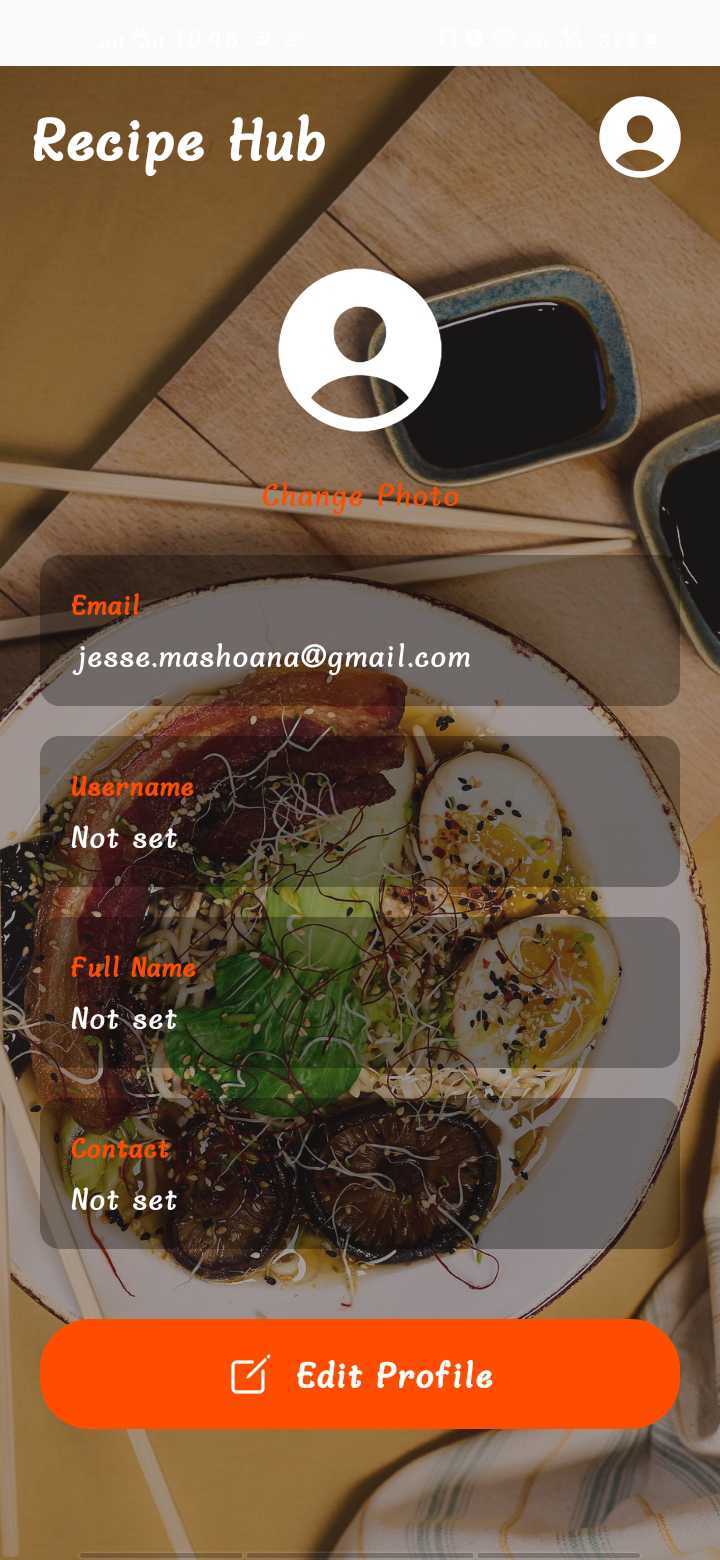 Recipe Hub
Change Photo
Email
jesse.mashoana@gmail.com
Username
Not set
Full Name
Not set
Contact
Not set
Edit Profile